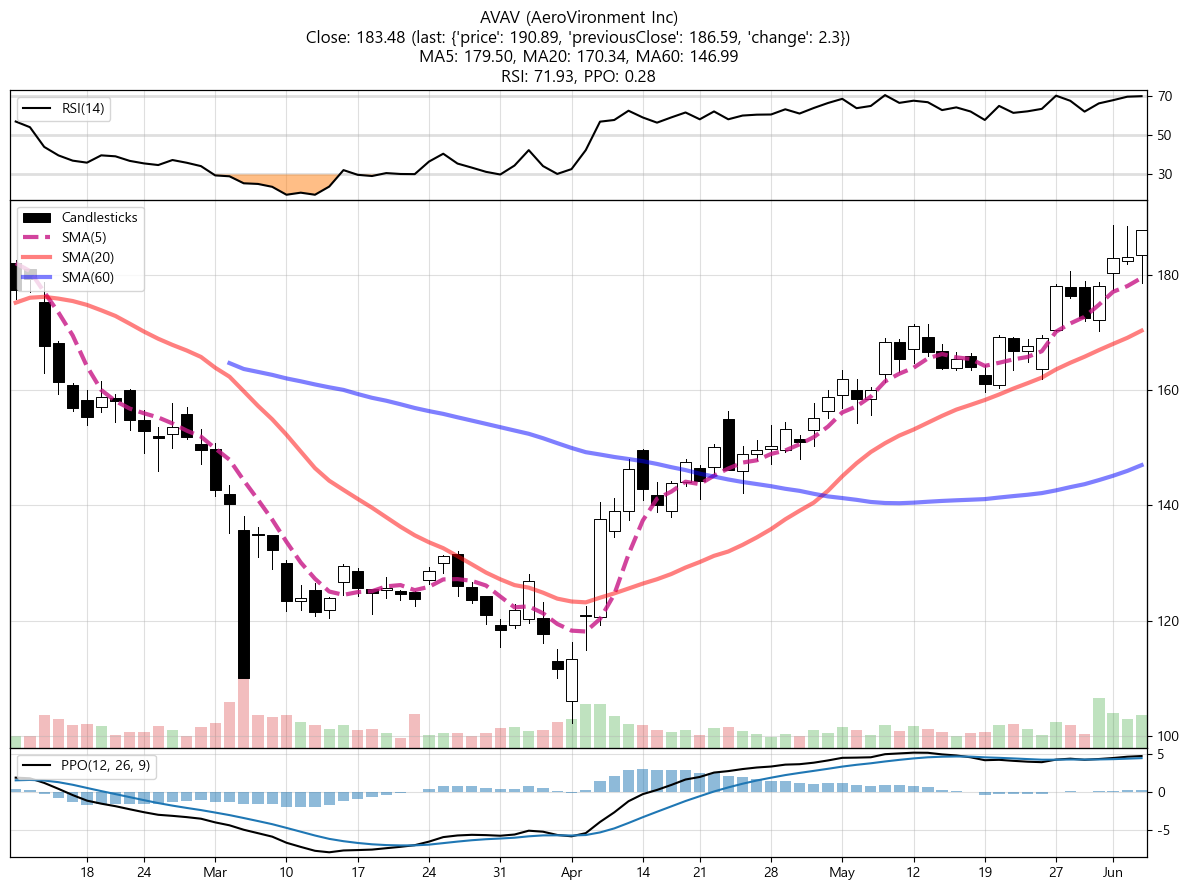 AVAV (AeroVironment Inc)
Close: 183.48 (last: {'price': 190.89, 'previousClose': 186.59, 'change': 2.3})
MA5: 179.50, MA20: 170.34, MA60: 146.99
RSI: 71.93, PPO: 0.28
RSI(14)
70
50
30
Candlesticks
SMA(5)
SMA(20)
SMA(60)
180
160
140
120
100
PPO(12, 26, 9)
5
0
-5
18 24 Mar 10 17 24 31 Apr 14 21 28 May 12 19 27 Jun